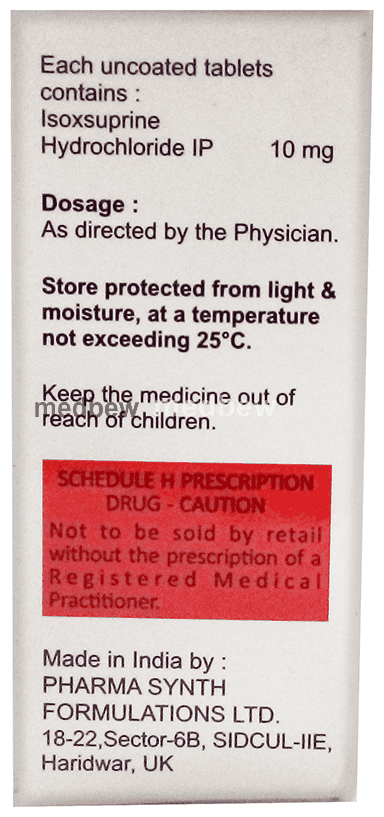 Each uncoated tablets
contains :
Isoxsuprine
Hydrochloride IP 10 mg
Dosage :
As directed by the Physician.
Store protected from light &
moisture, at a temperature
not exceeding 25°C.
Keep the medicine out of
medbew medbew
reach of children.
SCHEDULE H PRESCRIPTION
DRUG - CAUTION
Not to be sold by retail
without the prescription of a
Registered Medical
Practitioner.
Made in India by :
PHARMA SYNTH
FORMULATIONS LTD.
18-22,Sector-6B, SIDCUL-IIE,
Haridwar, UK